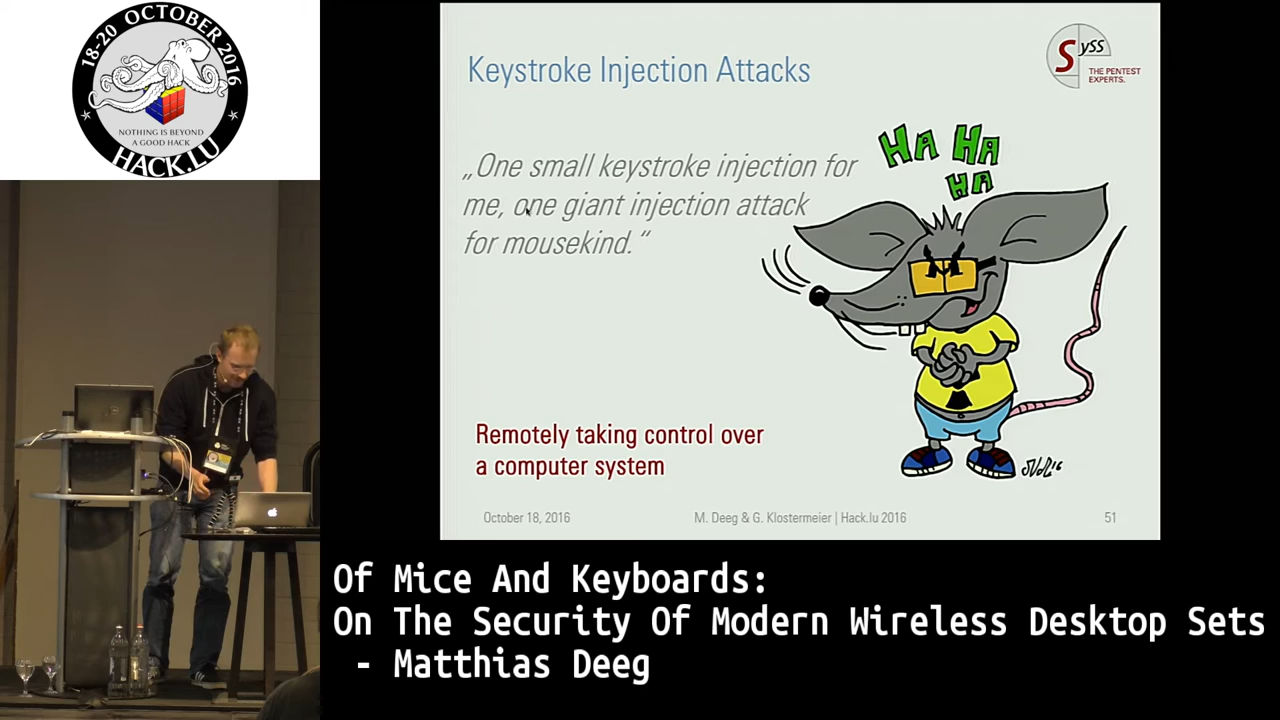 18-20 OCTOBER 2016
NOTHING IS BEYOND
A GOOD HACK
HACK.LU
Keystroke Injection Attacks
SySS
THE PENTEST
EXPERTS.
„One small keystroke injection for
me, one giant injection attack
for mousekind.“
HA HA
HA
Remotely taking control over
a computer system
October 18, 2016
M. Deeg & G. Klostermeier | Hack.lu 2016
51
Of Mice And Keyboards:
On The Security Of Modern Wireless Desktop Sets
- Matthias Deeg